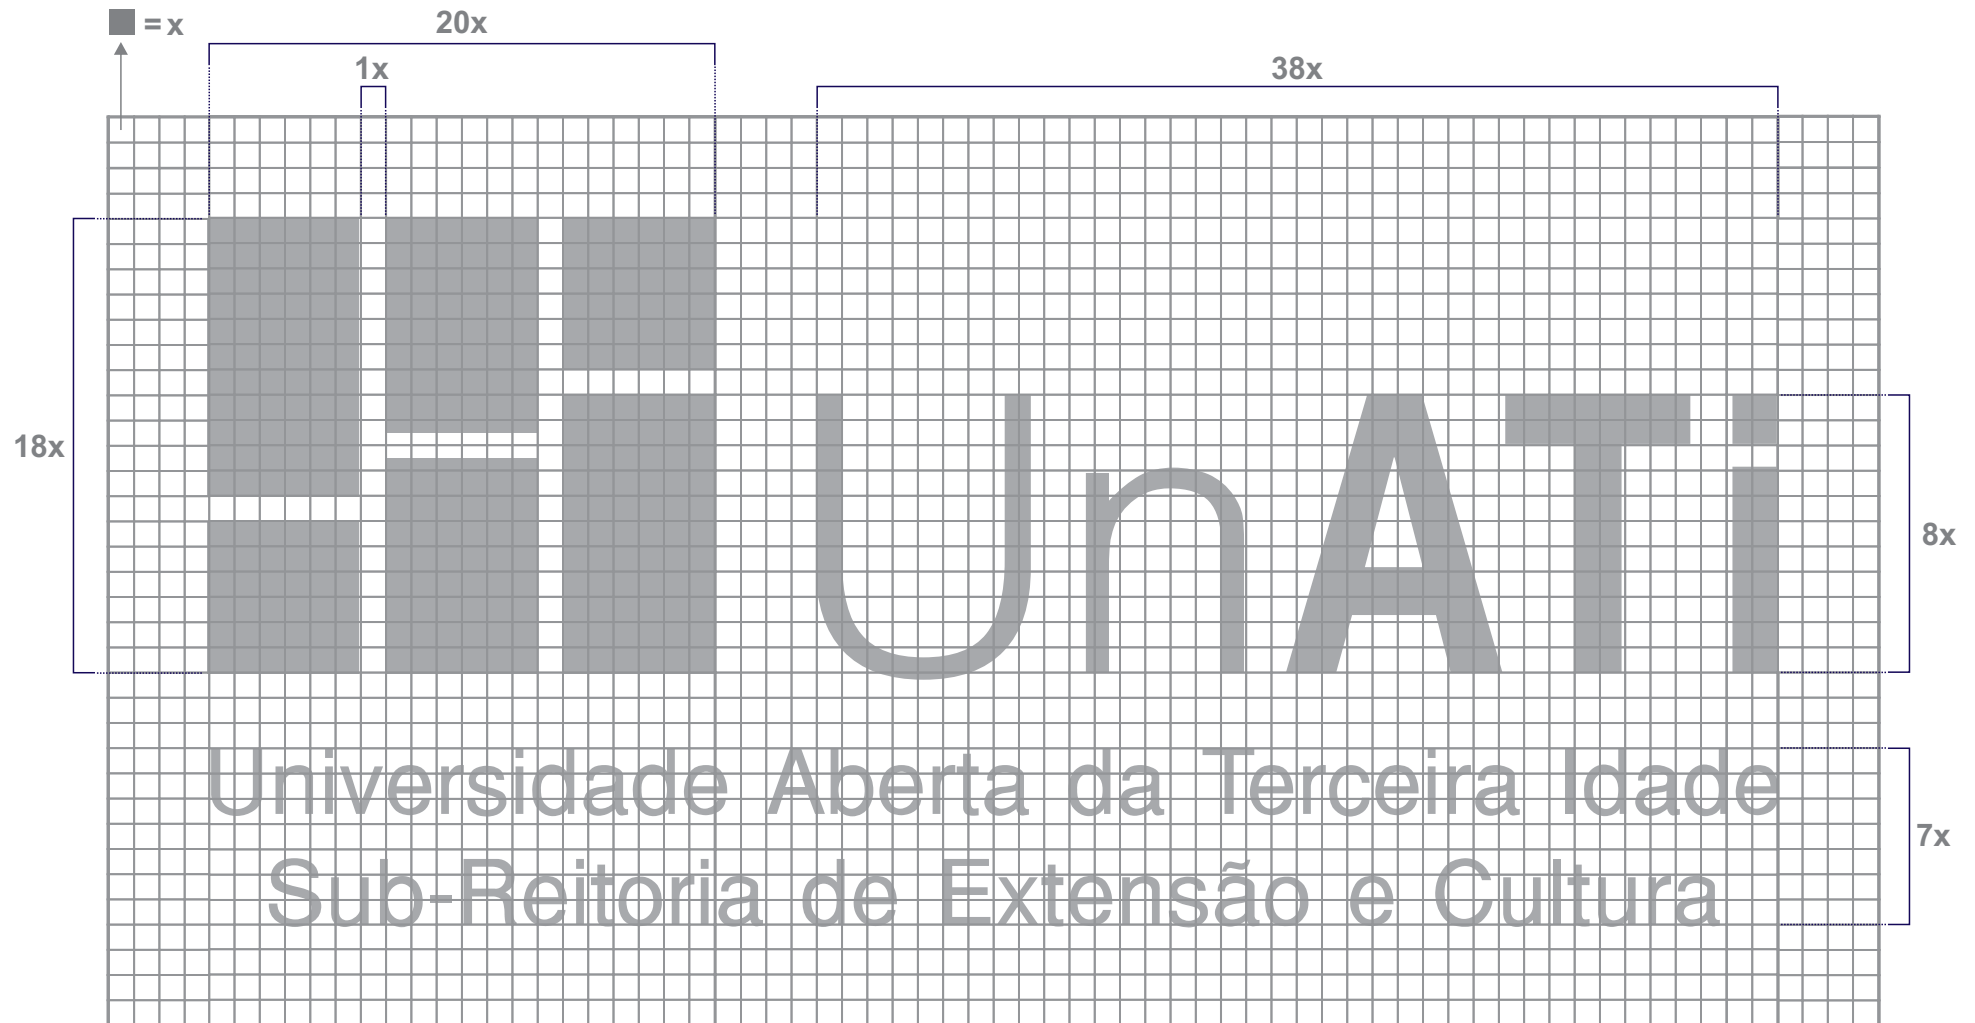 = x
20x
1x
38x
18x
UnATi
8x
Universidade Aberta da Terceira Idade
7x
Sub-Reitoria de Extensão e Cultura